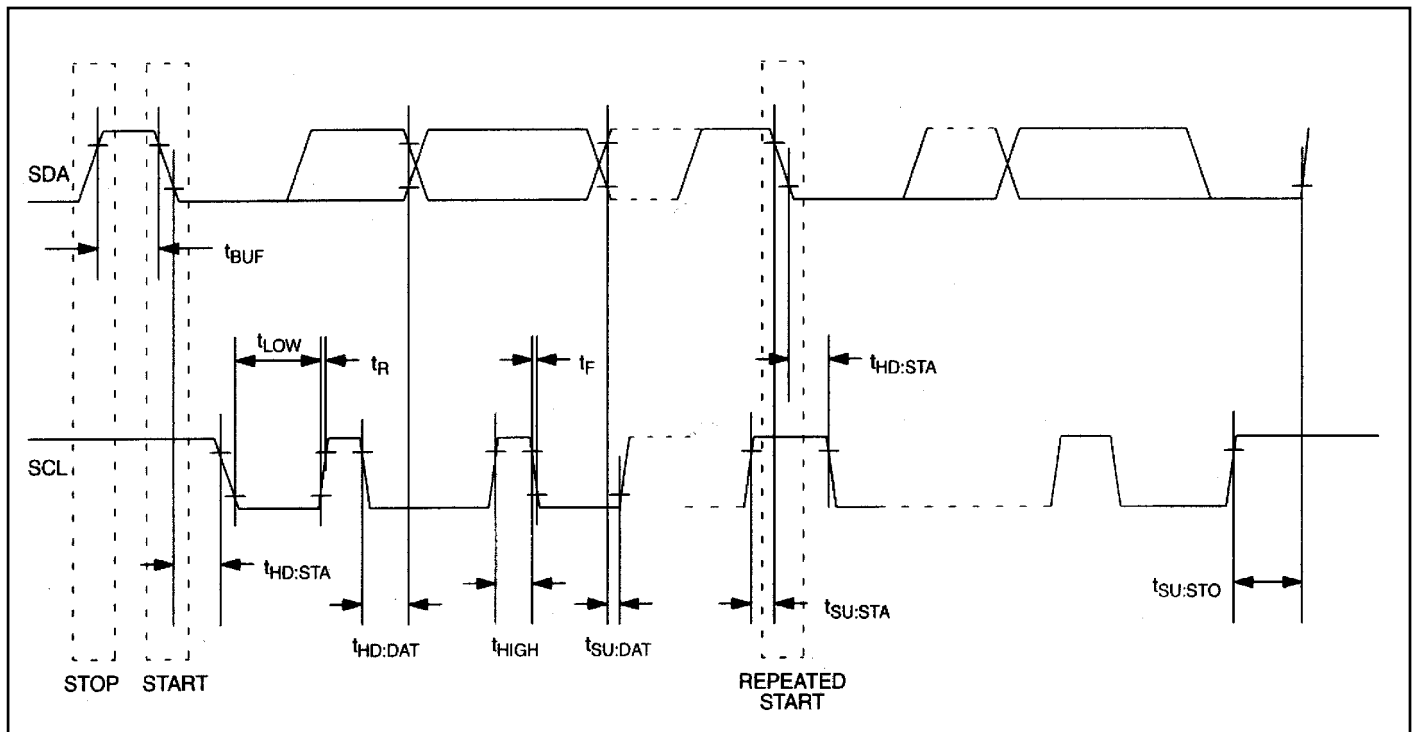 SDA
tBUF
tLOW
tR
tF
tHD:STA
SCL
tHD:STA
tHD:DAT
tHIGH
tSU:DAT
tSU:STA
tSU:STO
STOP
START
REPEATED
START